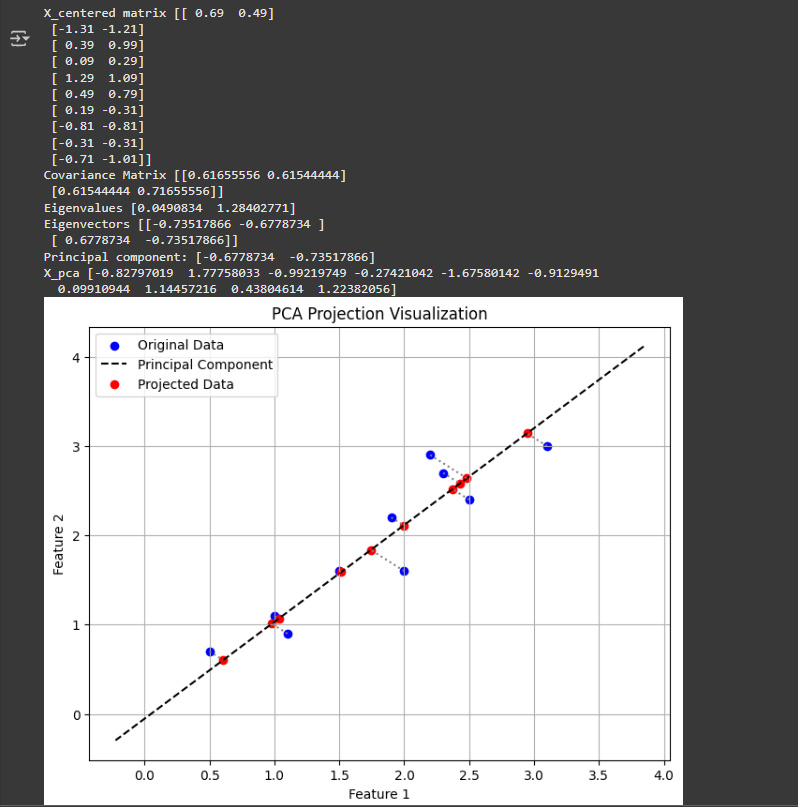 X_centered matrix [[ 0.69  0.49]
 [-1.31 -1.21]
 [ 0.39  0.99]
 [ 0.09  0.29]
 [ 1.29  1.09]
 [ 0.49  0.79]
 [ 0.19 -0.31]
 [-0.81 -0.81]
 [-0.31 -0.31]
 [-0.71 -1.01]]
Covariance Matrix [[0.61655556 0.61544444]
 [0.61544444 0.71655556]]
Eigenvalues [0.0490834  1.28402771]
Eigenvectors [[-0.73517866 -0.6778734 ]
 [ 0.6778734  -0.73517866]]
Principal component: [-0.6778734  -0.73517866]
X_pca [-0.82797019  1.77758033 -0.99219749 -0.27421042 -1.67580142 -0.9129491
  0.09910944  1.14457216  0.43804614  1.22382056]
PCA Projection Visualization
Original Data
Principal Component
Projected Data
4
3
2
1
0
Feature 2
0.0 0.5 1.0 1.5 2.0 2.5 3.0 3.5 4.0
Feature 1